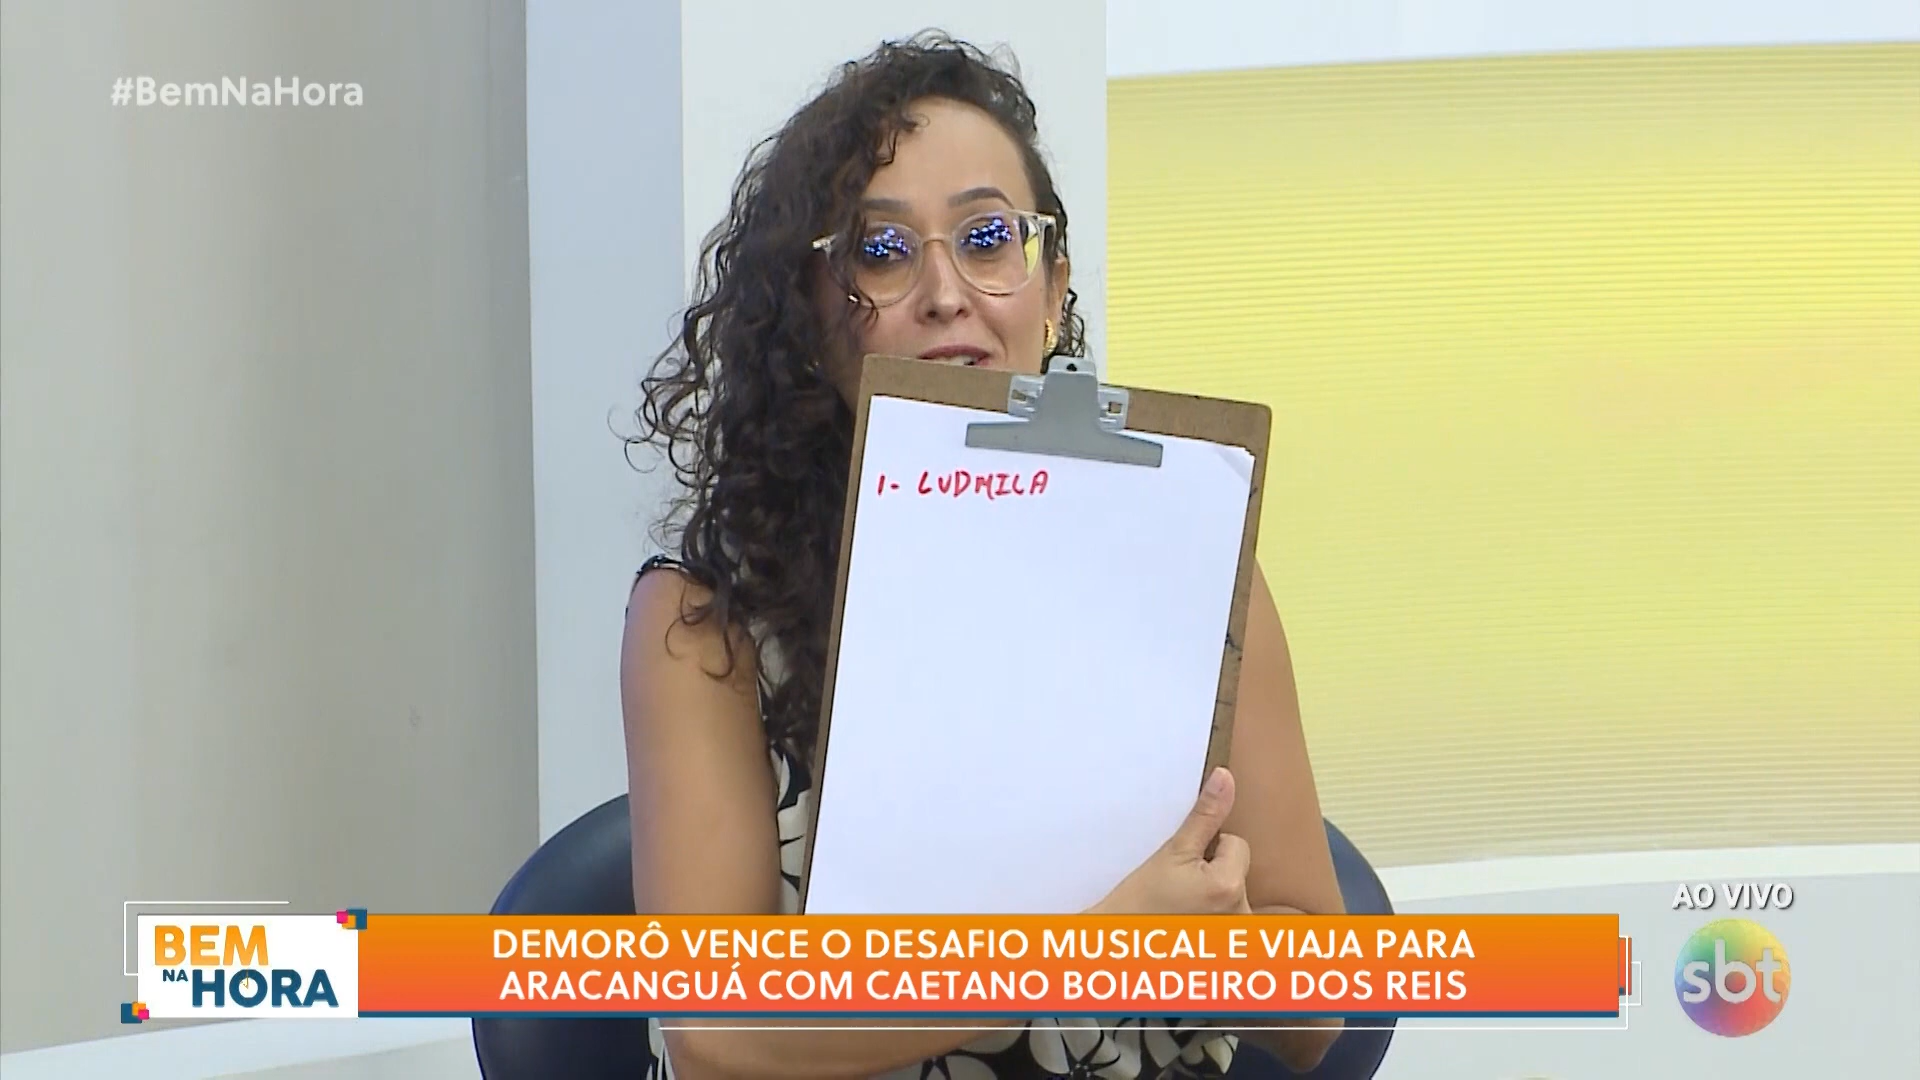 #BemNaHora
1- LUDMILA
AO VIVO
BEM
NA HORA
DEMORÔ VENCE O DESAFIO MUSICAL E VIAJA PARA
ARACANGUÁ COM CAETANO BOIADEIRO DOS REIS
sbt